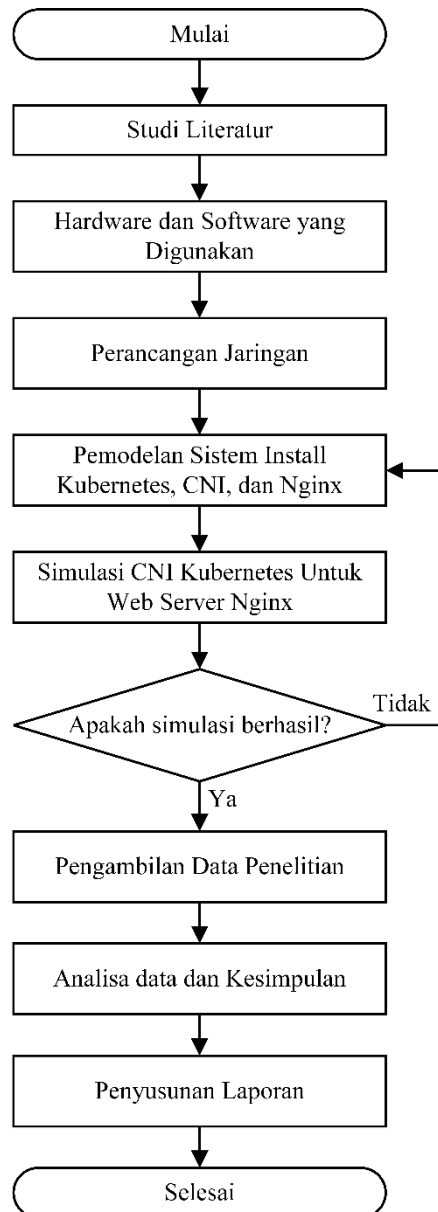 Mulai
Studi Literatur
Hardware dan Software yang
Digunakan
Perancangan Jaringan
Pemodelan Sistem Install
Kubernetes, CNI, dan Nginx
Simulasi CNI Kubernetes Untuk
Web Server Nginx
Apakah simulasi berhasil?
Tidak
Ya
Pengambilan Data Penelitian
Analisa data dan Kesimpulan
Penyusunan Laporan
Selesai